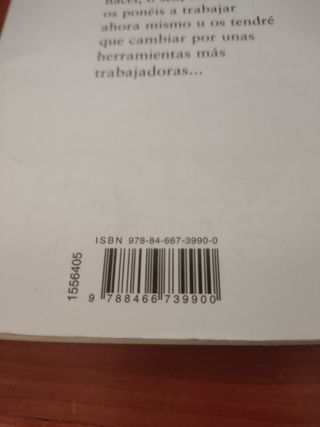 os ponéis a trabajar
ahora mismo u os tendré
que cambiar por unas
herramientas más
trabajadoras...
ISBN 978-84-667-3990-0
1556405
9 788466 739900